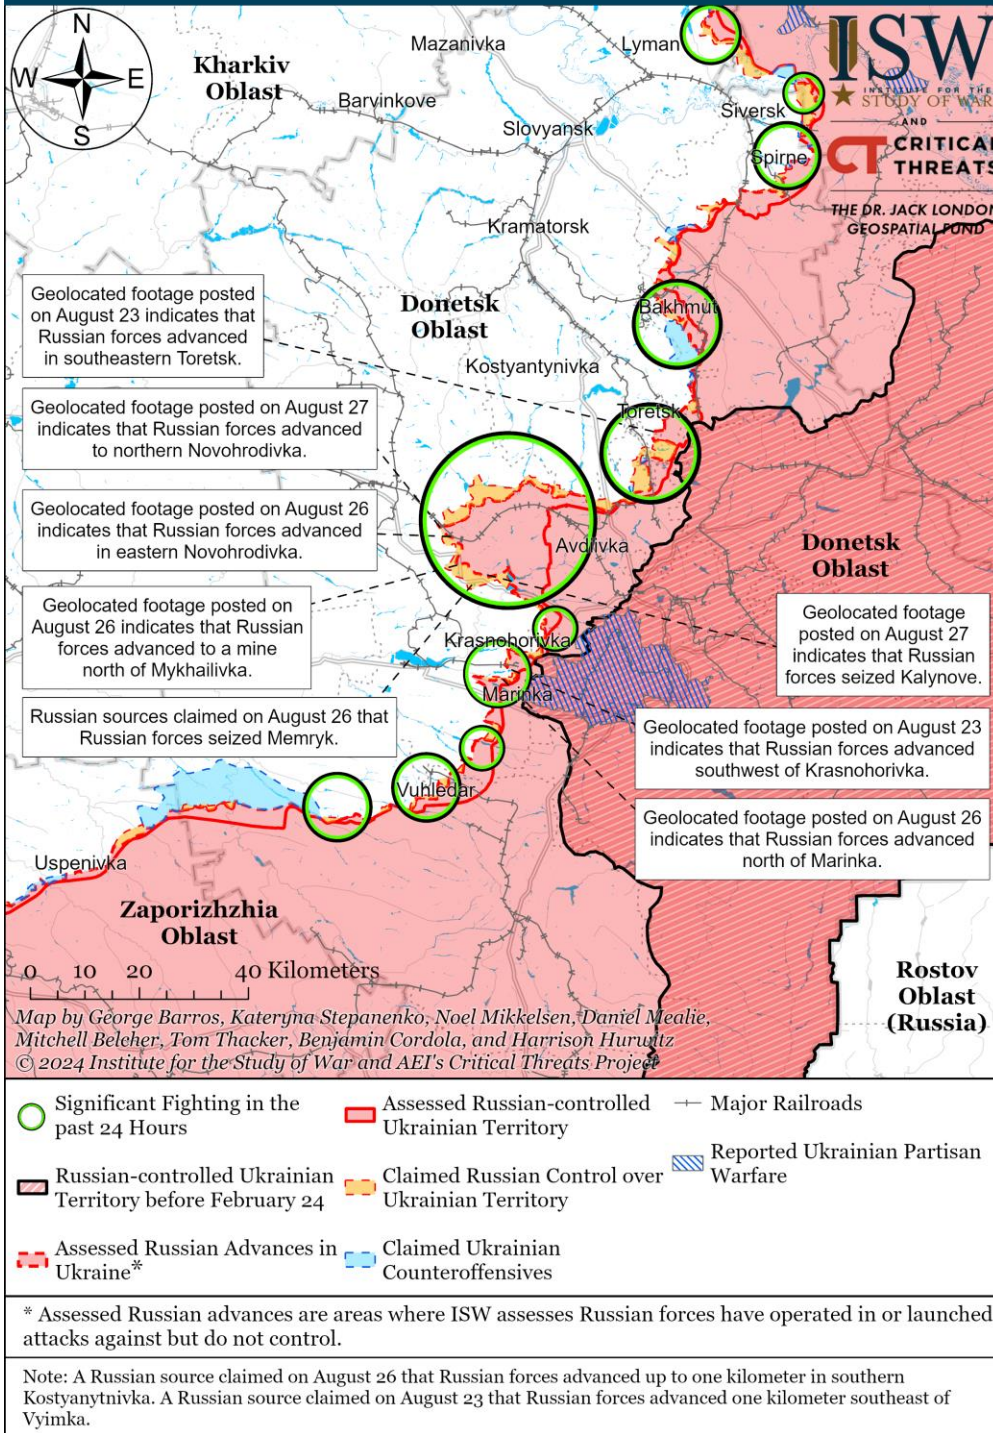 N
W
E
S
Kharkiv
Oblast
Mazanivka
Lyman
ISW
INSTITUTE FOR THE
STUDY OF WAR
AND
CT CRITICAL
THREATS
THE DR. JACK LONDON
GEOSPATIAL FUND
Barvinkove
Slovyansk
Siversk
Spirne
Kramatorsk
Donetsk
Oblast
Bakhmut
Kostyantynivka
Toretsk
Geolocated footage posted
on August 23 indicates that
Russian forces advanced
in southeastern Toretsk.
Geolocated footage posted on August 27
indicates that Russian forces advanced
to northern Novohrodivka.
Geolocated footage posted on August 26
indicates that Russian forces advanced
in eastern Novohrodivka.
Avdiivka
Donetsk
Oblast
Geolocated footage posted on
August 26 indicates that Russian
forces advanced to a mine
north of Mykhailivka.
Geolocated footage
posted on August 27
indicates that Russian
forces seized Kalynove.
Krasnohorivka
Marinka
Russian sources claimed on August 26 that
Russian forces seized Memryk.
Geolocated footage posted on August 23
indicates that Russian forces advanced
southwest of Krasnohorivka.
Vuhledar
Geolocated footage posted on August 26
indicates that Russian forces advanced
north of Marinka.
Uspenivka
Zaporizhzhia
Oblast
Rostov
Oblast
(Russia)
0 10 20 40 Kilometers
Map by George Barros, Kateryna Stepanenko, Noel Mikkelsen, Daniel Mealie,
Mitchell Belcher, Tom Thacker, Benjamin Cordola, and Harrison Hurwitz
© 2024 Institute for the Study of War and AEI's Critical Threats Project
Significant Fighting in the
past 24 Hours
Russian-controlled Ukrainian
Territory before February 24
Assessed Russian Advances in
Ukraine*
Assessed Russian-controlled
Ukrainian Territory
Claimed Russian Control over
Ukrainian Territory
Claimed Ukrainian
Counteroffensives
Major Railroads
Reported Ukrainian Partisan
Warfare
* Assessed Russian advances are areas where ISW assesses Russian forces have operated in or launched
attacks against but do not control.
Note: A Russian source claimed on August 26 that Russian forces advanced up to one kilometer in southern
Kostyanytnivka. A Russian source claimed on August 23 that Russian forces advanced one kilometer southeast of
Vyimka.